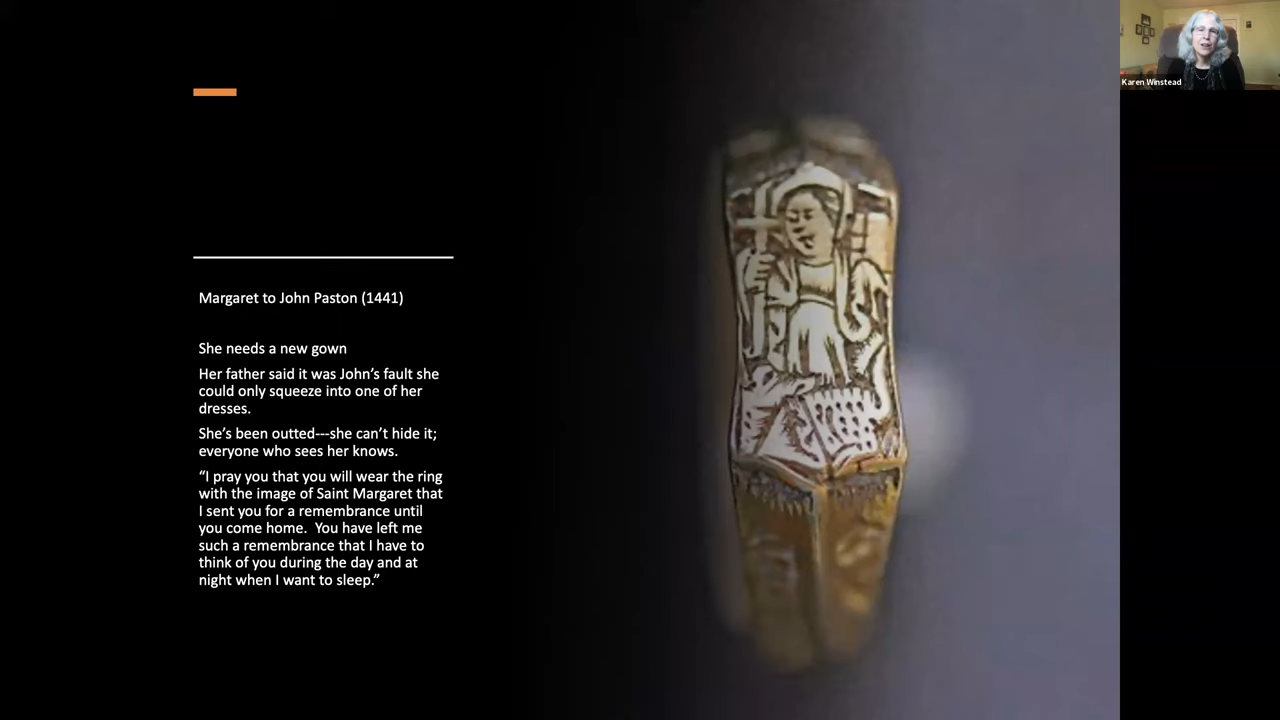 Karen Winstead
Margaret to John Paston (1441)
She needs a new gown
Her father said it was John’s fault she
could only squeeze into one of her
dresses.
She’s been outted---she can’t hide it;
everyone who sees her knows.
“I pray you that you will wear the ring
with the image of Saint Margaret that
I sent you for a remembrance until
you come home.  You have left me
such a remembrance that I have to
think of you during the day and at
night when I want to sleep.”